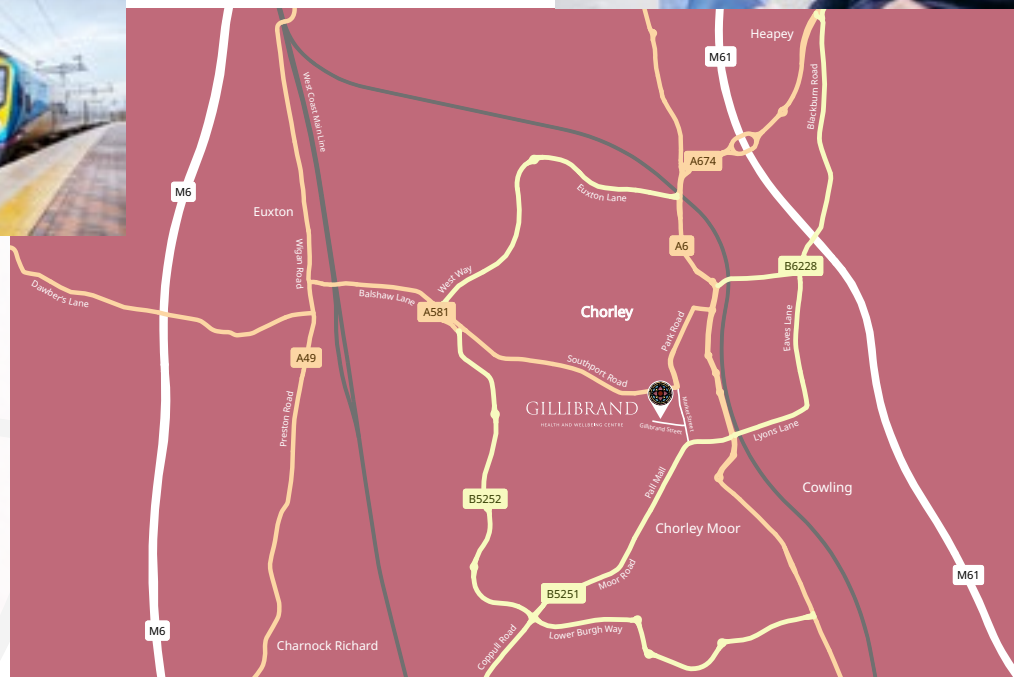 Heapey
M61
West Coast Main Line
Blackburn Road
A674
M6
Euxton Lane
Euxton
A6
Wigan Road
B6228
West Way
Dawber's Lane
Balshaw Lane
A581
Chorley
Eaves Lane
Park Road
A49
Southport Road
GILLIBRAND
HEALTH AND WELLBEING CENTRE
Market Street
Gillibrand Street
Preston Road
Lyons Lane
Pall Mall
Cowling
B5252
Chorley Moor
M61
Moor Road
B5251
M6
Lower Burgh Way
Coppull Road
Charnock Richard